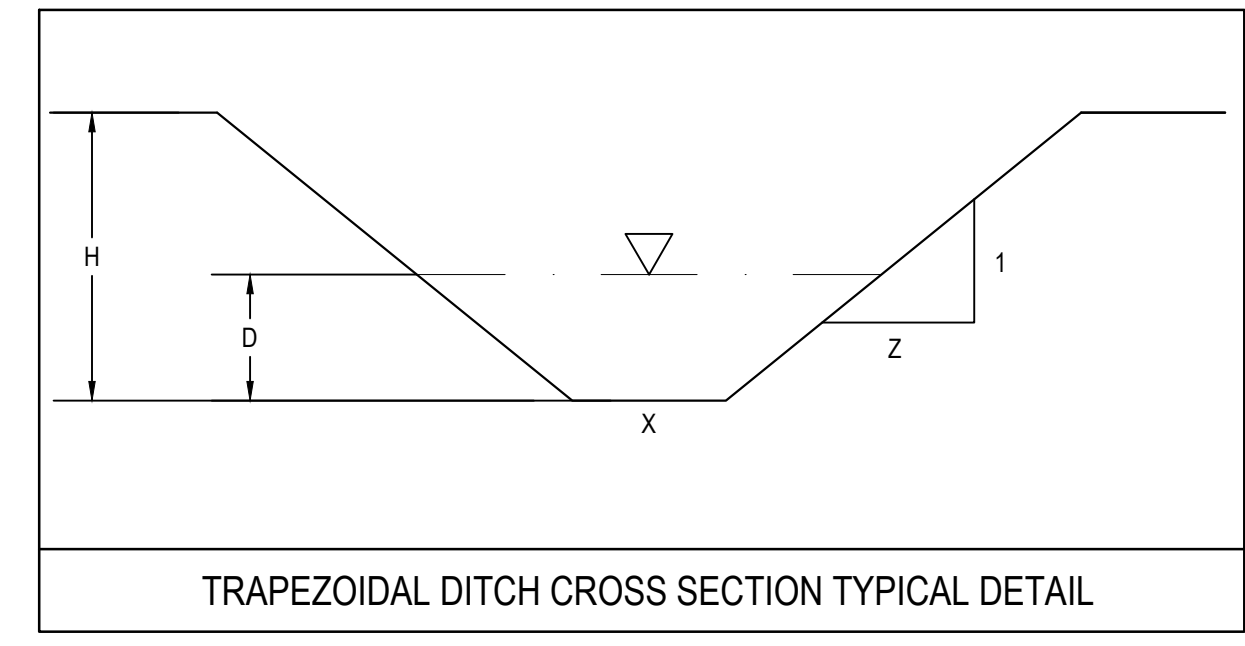 H
1
D
Z
X
TRAPEZOIDAL DITCH CROSS SECTION TYPICAL DETAIL